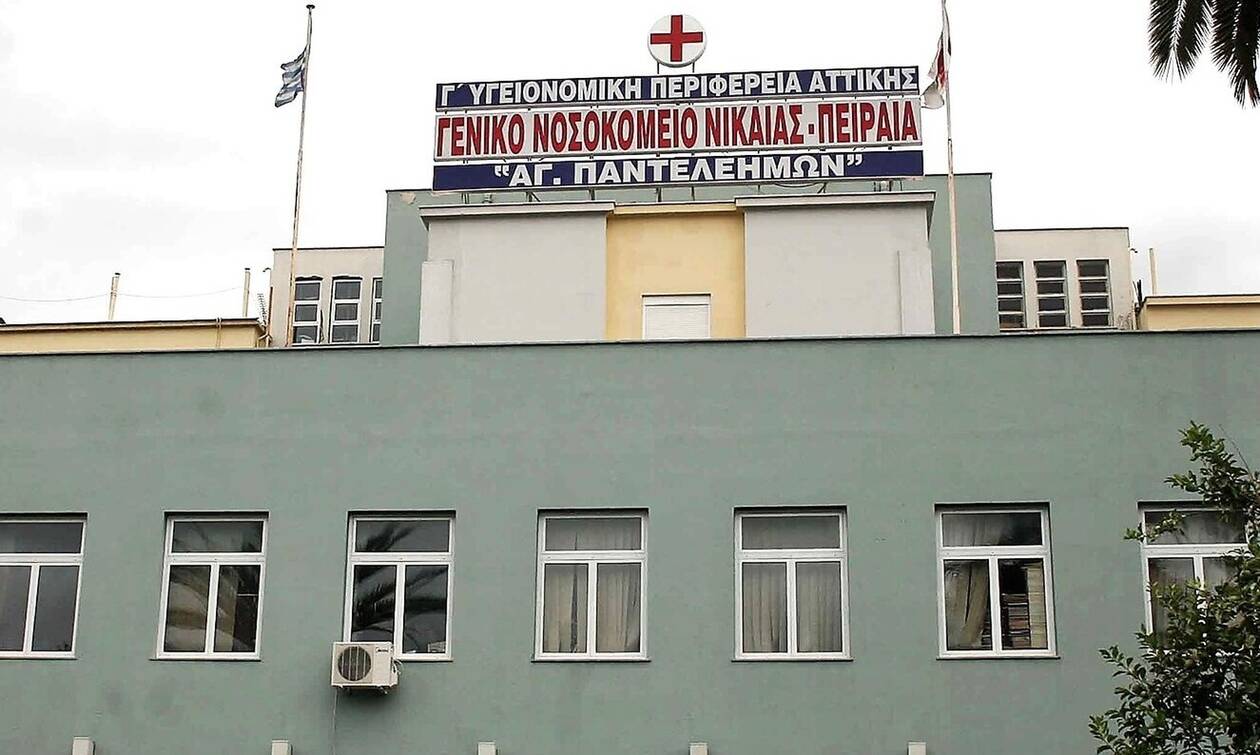 Γ΄ ΥΓΕΙΟΝΟΜΙΚΗ ΠΕΡΙΦΕΡΕΙΑ ΑΤΤΙΚΗΣ
ΓΕΝΙΚΟ ΝΟΣΟΚΟΜΕΙΟ ΝΙΚΑΙΑΣ - ΠΕΙΡΑΙΑ
“ΑΓ. ΠΑΝΤΕΛΕΗΜΩΝ”